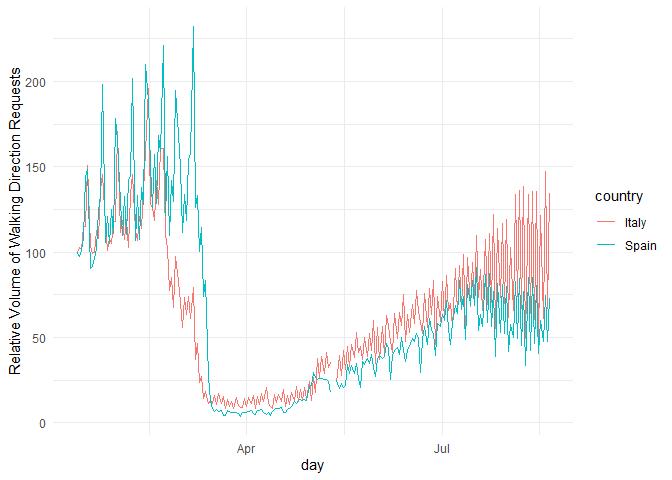 Relative Volume of Walking Direction Requests
200
150
100
50
0
Apr
Jul
day
country
Italy
Spain